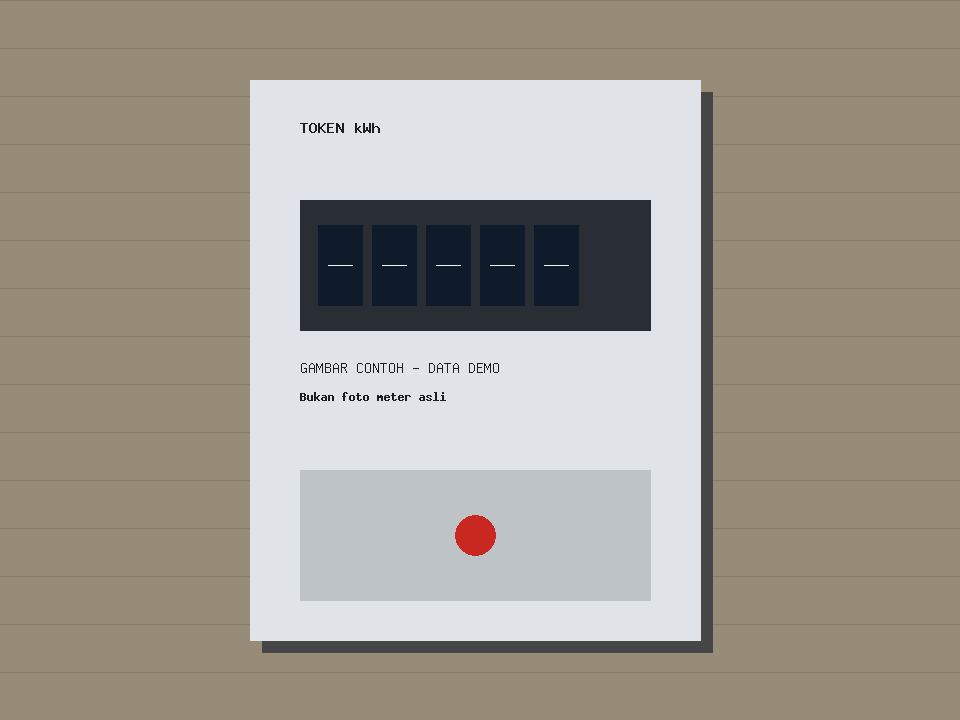 TOKEN kWh
— — — — —
GAMBAR CONTOH - DATA DEMO
Bukan foto meter asli